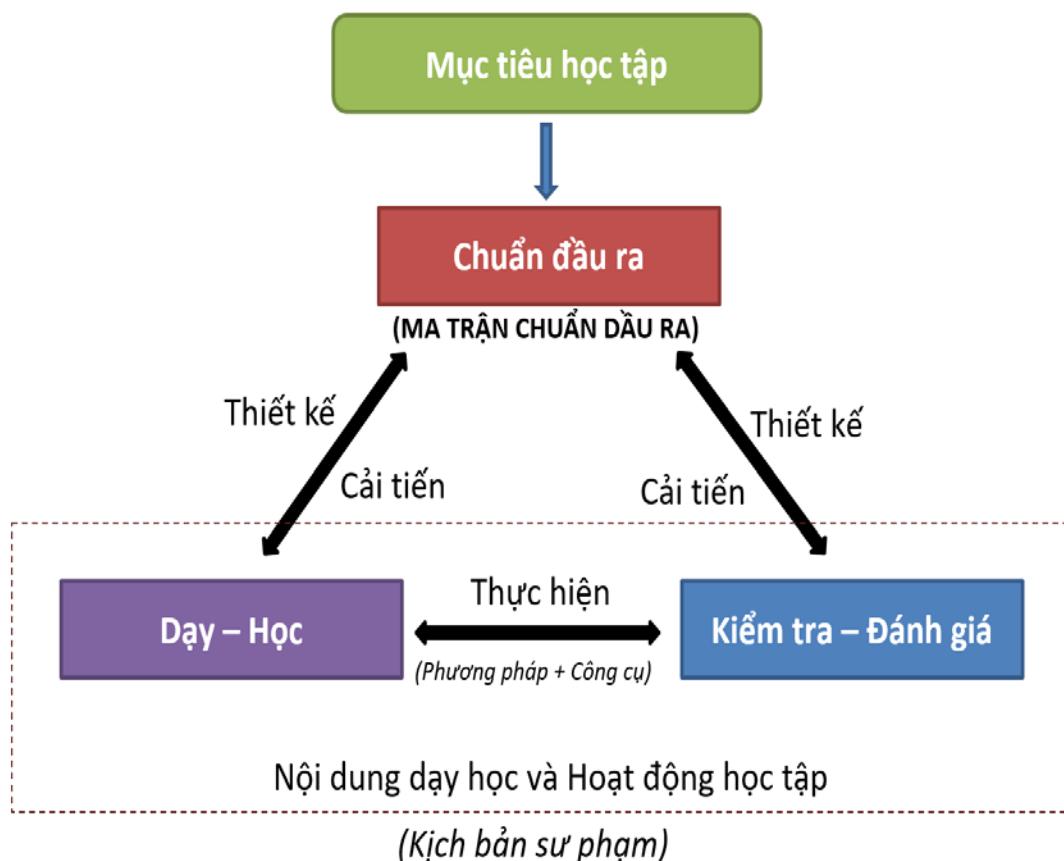 Mục tiêu học tập
Chuẩn đầu ra
(MA TRẬN CHUẨN DẦU RA)
Thiết kế
Thiết kế
Cải tiến
Cải tiến
Dạy – Học
Thực hiện
(Phương pháp + Công cụ)
Kiểm tra – Đánh giá
Nội dung dạy học và Hoạt động học tập
(Kịch bản sư phạm)